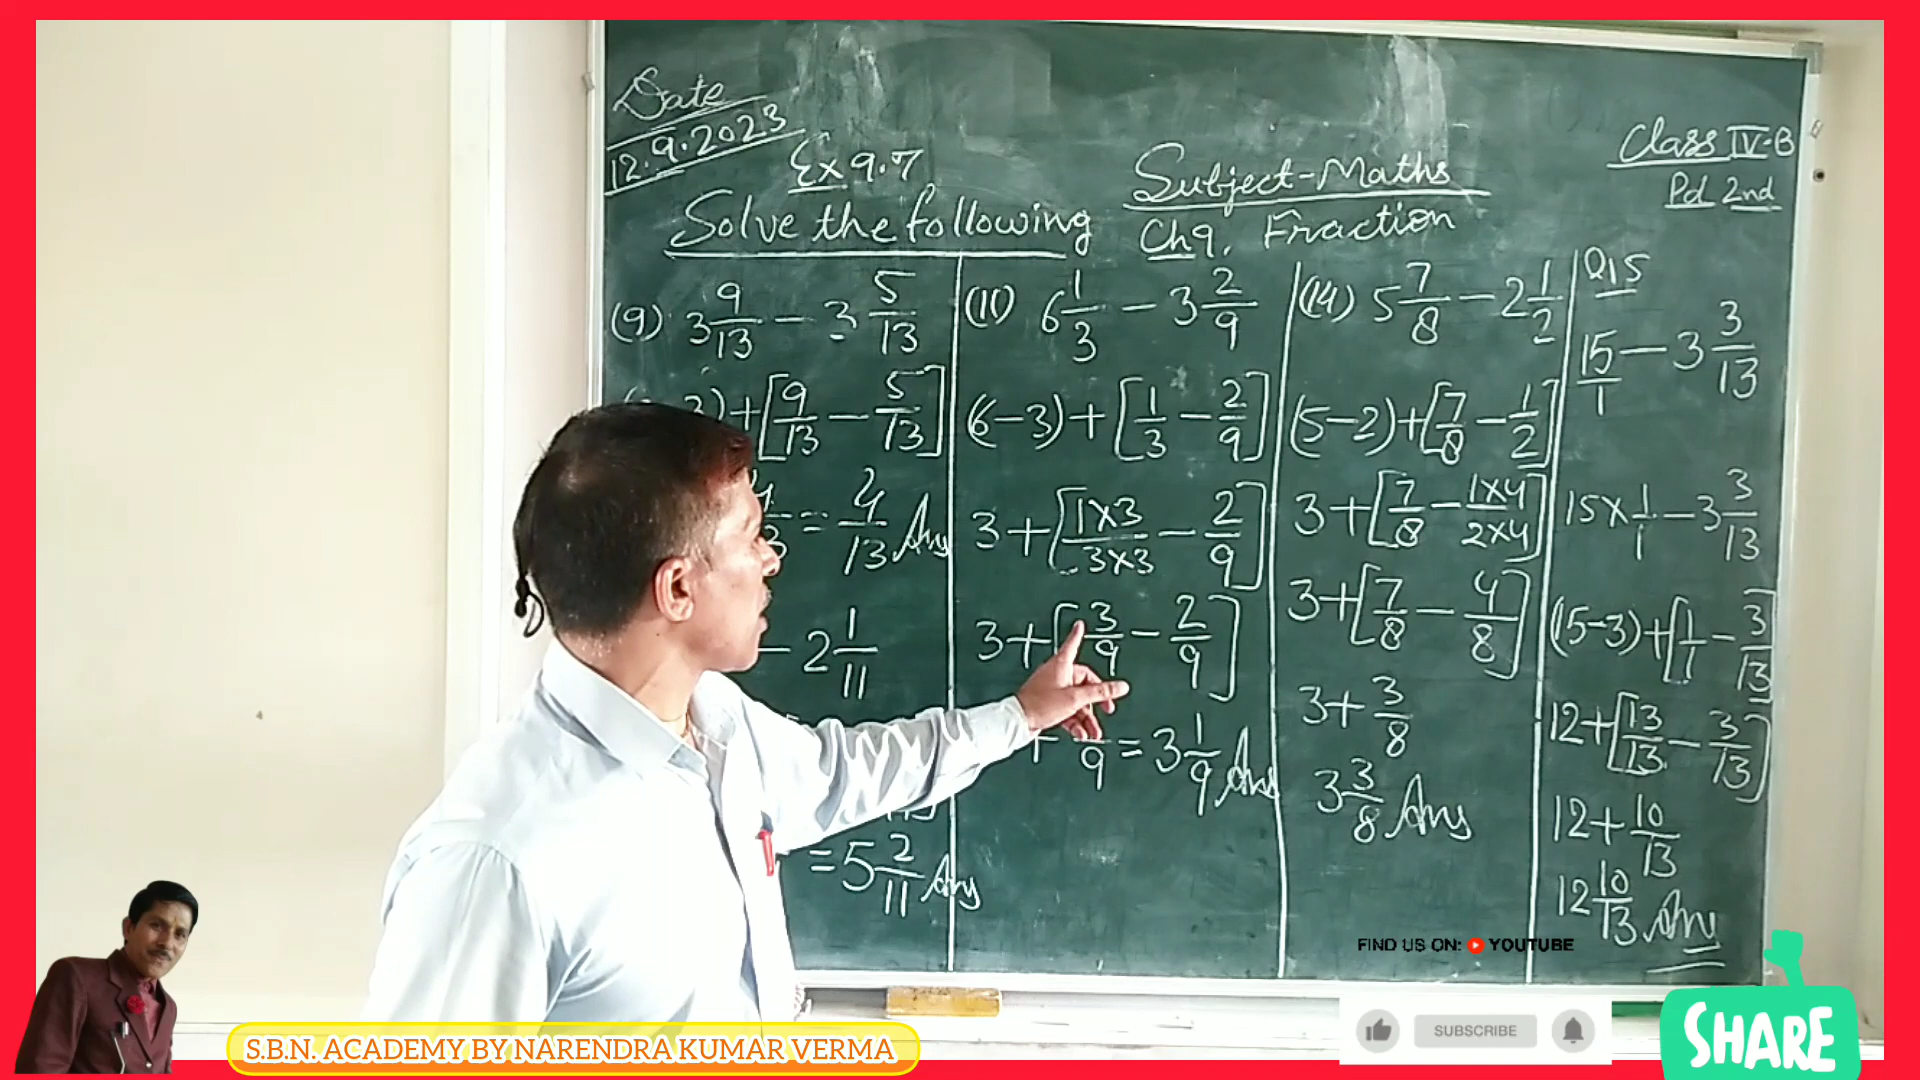 Date
12.9.2023
Ex 9.7
Solve the following
Subject-Maths
Ch 9. Fraction
Class IV-B
Pd 2nd
(9) 3 9/13 - 3 5/13
3) + [9/13 - 5/13]
= 4/13 Ans
- 2 1/11
= 5 2/11 Ans
(11) 6 1/3 - 3 2/9
(6-3) + [1/3 - 2/9]
3 + [1×3/3×3 - 2/9]
3 + [3/9 - 2/9]
+ /9 = 3 1/9 Ans
(14) 5 7/8 - 2 1/2
(5-2) + [7/8 - 1/2]
3 + [7/8 - 1×4/2×4]
3 + [7/8 - 4/8]
3 + 3/8
3 3/8 Ans
Q15
15/1 - 3 3/13
15 × 1/1 - 3 3/13
(15-3) + [1/1 - 3/13]
12 + [13/13 - 3/13]
12 + 10/13
12 10/13 Ans
FIND US ON: YOUTUBE
SUBSCRIBE
SHARE
S.B.N. ACADEMY BY NARENDRA KUMAR VERMA